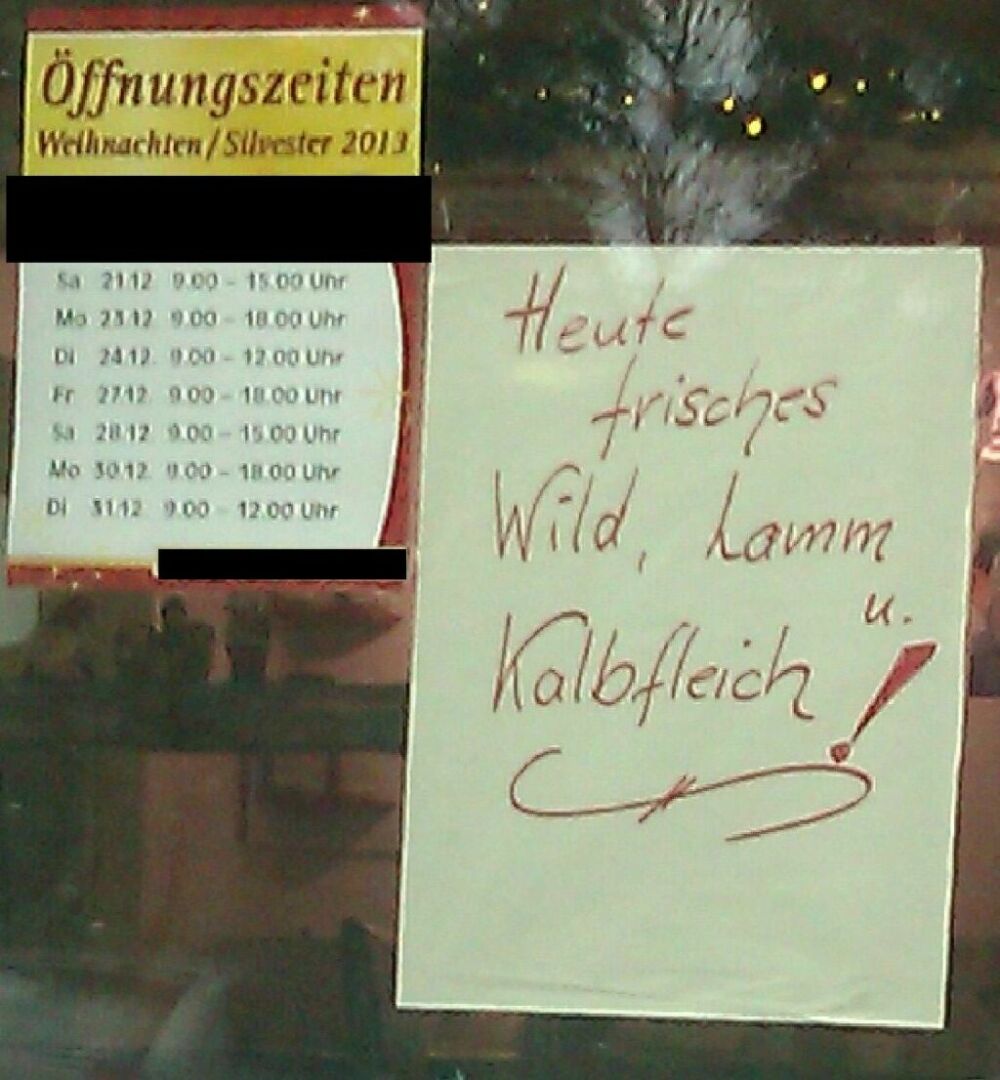 Öffnungszeiten
Weihnachten / Silvester 2013
Sa 21.12. 9.00 – 15.00 Uhr
Mo 23.12. 9.00 – 18.00 Uhr
Di 24.12. 9.00 – 12.00 Uhr
Fr 27.12. 9.00 – 18.00 Uhr
Sa 28.12. 9.00 – 15.00 Uhr
Mo 30.12. 9.00 – 18.00 Uhr
Di 31.12. 9.00 – 12.00 Uhr
Heute
frisches
Wild, Lamm
u.
Kalbfleich!